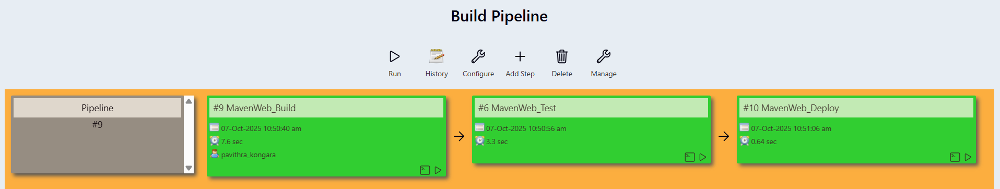 Build Pipeline
Run
History
Configure
Add Step
Delete
Manage
Pipeline
#9
#9 MavenWeb_Build
07-Oct-2025 10:50:40 am
7.6 sec
pavithra_kongara
#6 MavenWeb_Test
07-Oct-2025 10:50:56 am
3.3 sec
#10 MavenWeb_Deploy
07-Oct-2025 10:51:06 am
0.64 sec